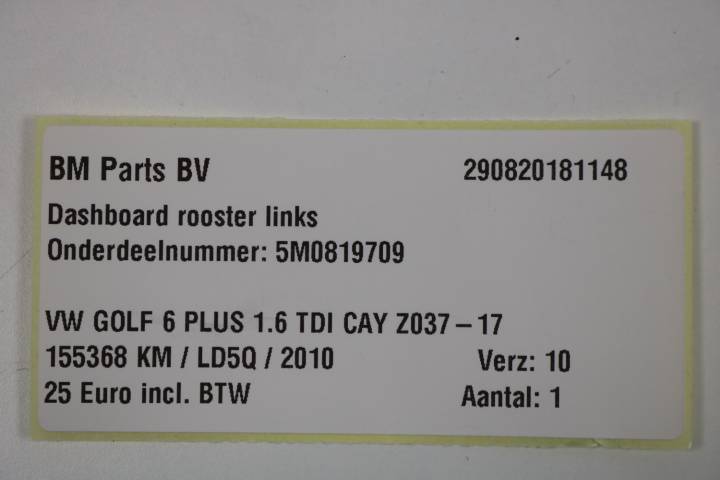 BM Parts BV 290820181148
Dashboard rooster links
Onderdeelnummer: 5M0819709
VW GOLF 6 PLUS 1.6 TDI CAY Z037 – 17
155368 KM / LD5Q / 2010 Verz: 10
25 Euro incl. BTW Aantal: 1